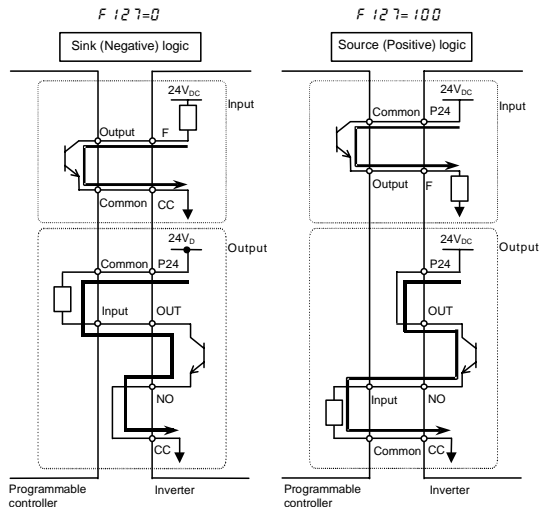 F127=0
Sink (Negative) logic
24VDC
Input
Output F
Common CC
24VD
Output
Common P24
Input OUT
NO
CC
Programmable
controller
Inverter
F127=100
Source (Positive) logic
24VDC
Common P24
Input
Output F
24VDC
Output
P24
OUT
Input NO
Common CC
Programmable
controller
Inverter